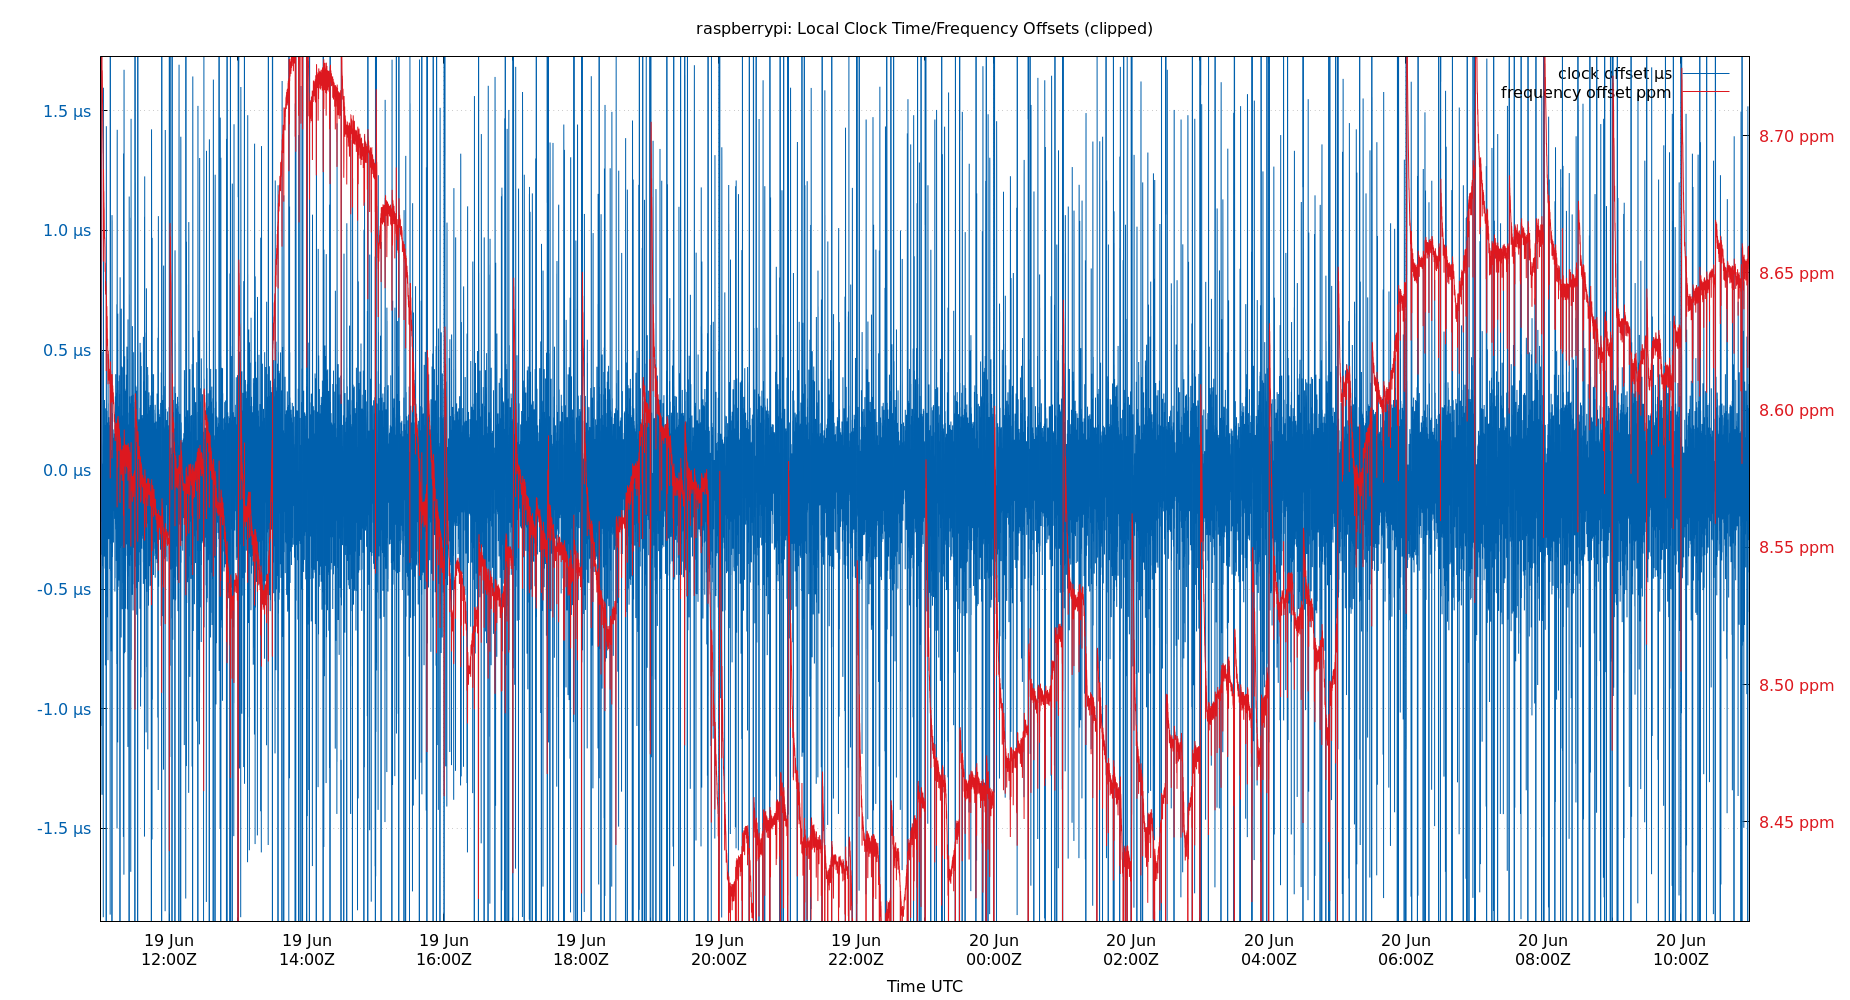 raspberrypi: Local Clock Time/Frequency Offsets (clipped)
clock offset µs
frequency offset ppm
1.5 µs
1.0 µs
0.5 µs
0.0 µs
-0.5 µs
-1.0 µs
-1.5 µs
8.70 ppm
8.65 ppm
8.60 ppm
8.55 ppm
8.50 ppm
8.45 ppm
19 Jun 19 Jun 19 Jun 19 Jun 19 Jun 19 Jun 20 Jun 20 Jun 20 Jun 20 Jun 20 Jun 20 Jun
12:00Z 14:00Z 16:00Z 18:00Z 20:00Z 22:00Z 00:00Z 02:00Z 04:00Z 06:00Z 08:00Z 10:00Z
Time UTC